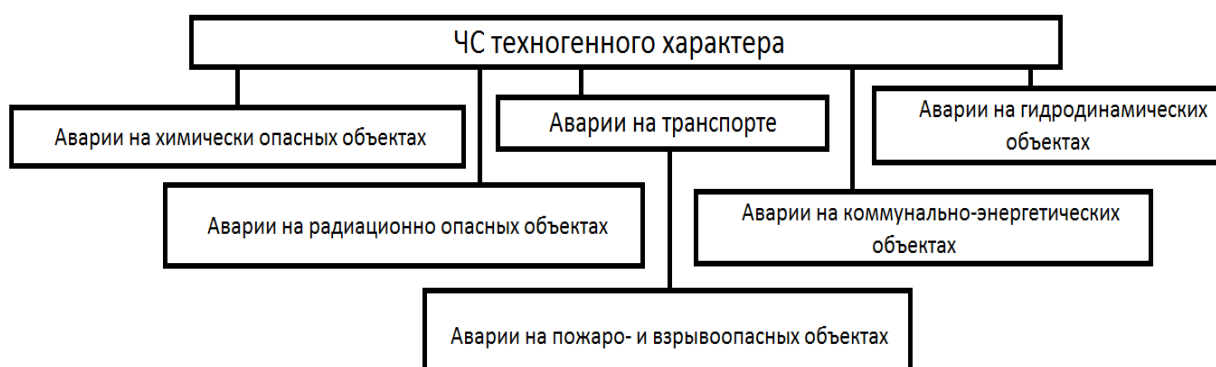 ЧС техногенного характера
Аварии на химически опасных объектах
Аварии на транспорте
Аварии на гидродинамических
объектах
Аварии на радиационно опасных объектах
Аварии на коммунально-энергетических
объектах
Аварии на пожаро- и взрывоопасных объектах